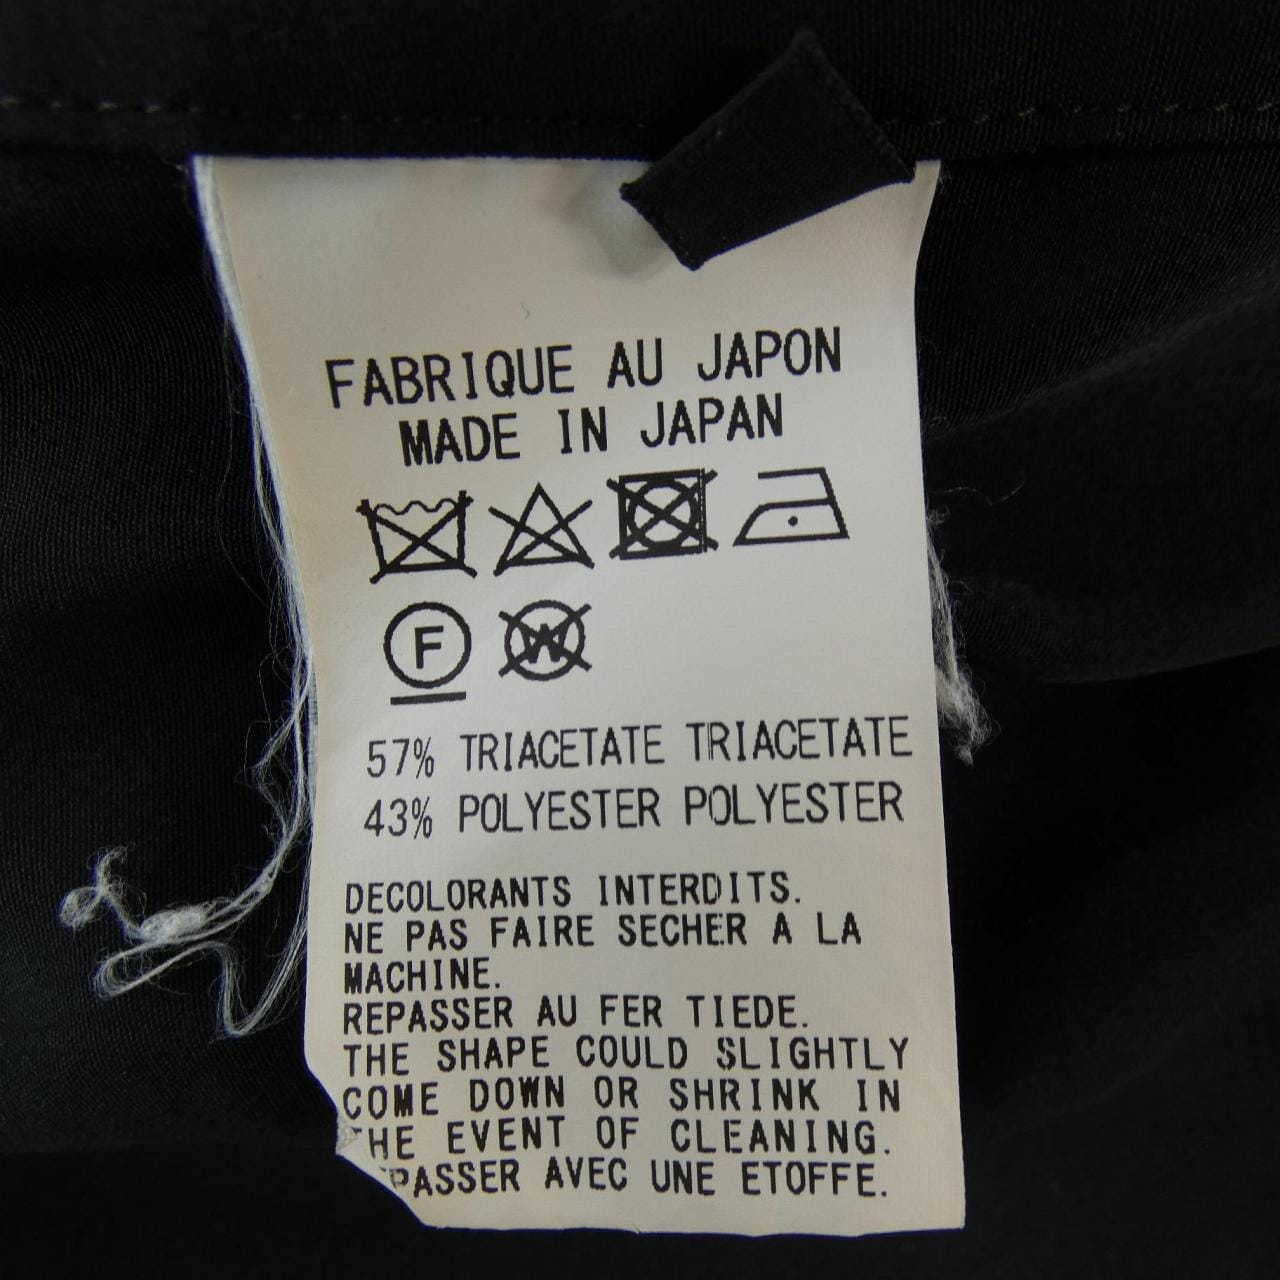 FABRIQUE AU JAPON
MADE IN JAPAN
F W
57% TRIACETATE TRIACETATE
43% POLYESTER POLYESTER
DECOLORANTS INTERDITS.
NE PAS FAIRE SECHER A LA
MACHINE.
REPASSER AU FER TIEDE.
THE SHAPE COULD SLIGHTLY
COME DOWN OR SHRINK IN
THE EVENT OF CLEANING.
EPASSER AVEC UNE ETOFFE.